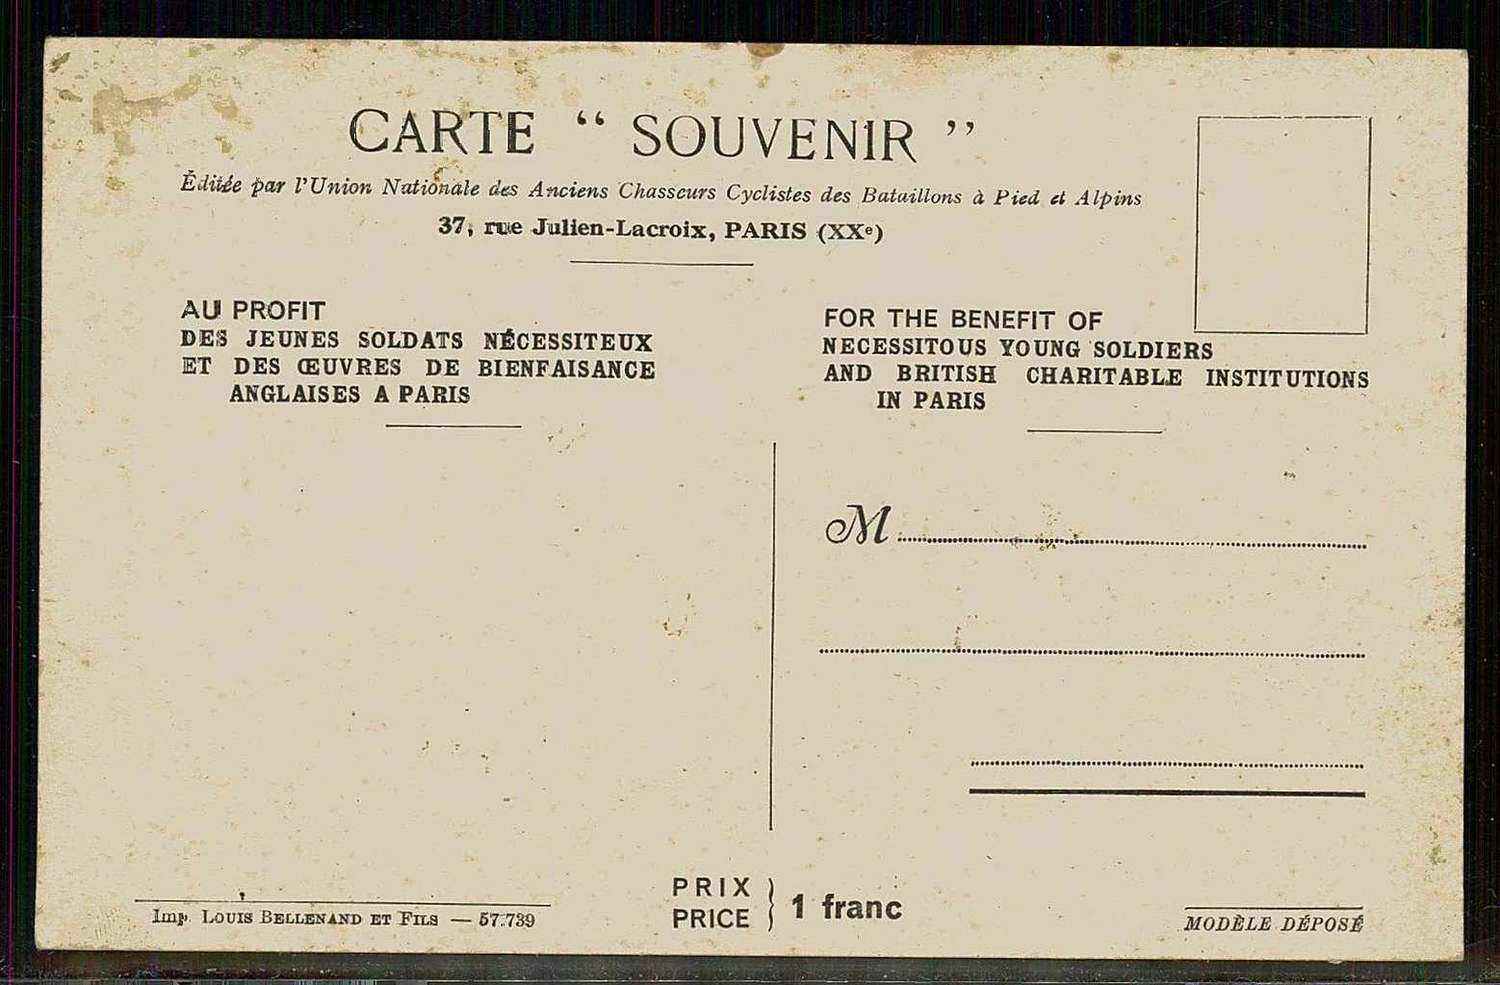 CARTE “ SOUVENIR ”
Éditée par l'Union Nationale des Anciens Chasseurs Cyclistes des Bataillons à Pied et Alpins
37, rue Julien-Lacroix, PARIS (XXe)
AU PROFIT
DES JEUNES SOLDATS NÉCESSITEUX
ET DES ŒUVRES DE BIENFAISANCE
ANGLAISES A PARIS
FOR THE BENEFIT OF
NECESSITOUS YOUNG SOLDIERS
AND BRITISH CHARITABLE INSTITUTIONS
IN PARIS
M
PRIX
PRICE } 1 franc
Imp. LOUIS BELLENAND ET FILS — 57.739
MODÈLE DÉPOSÉ